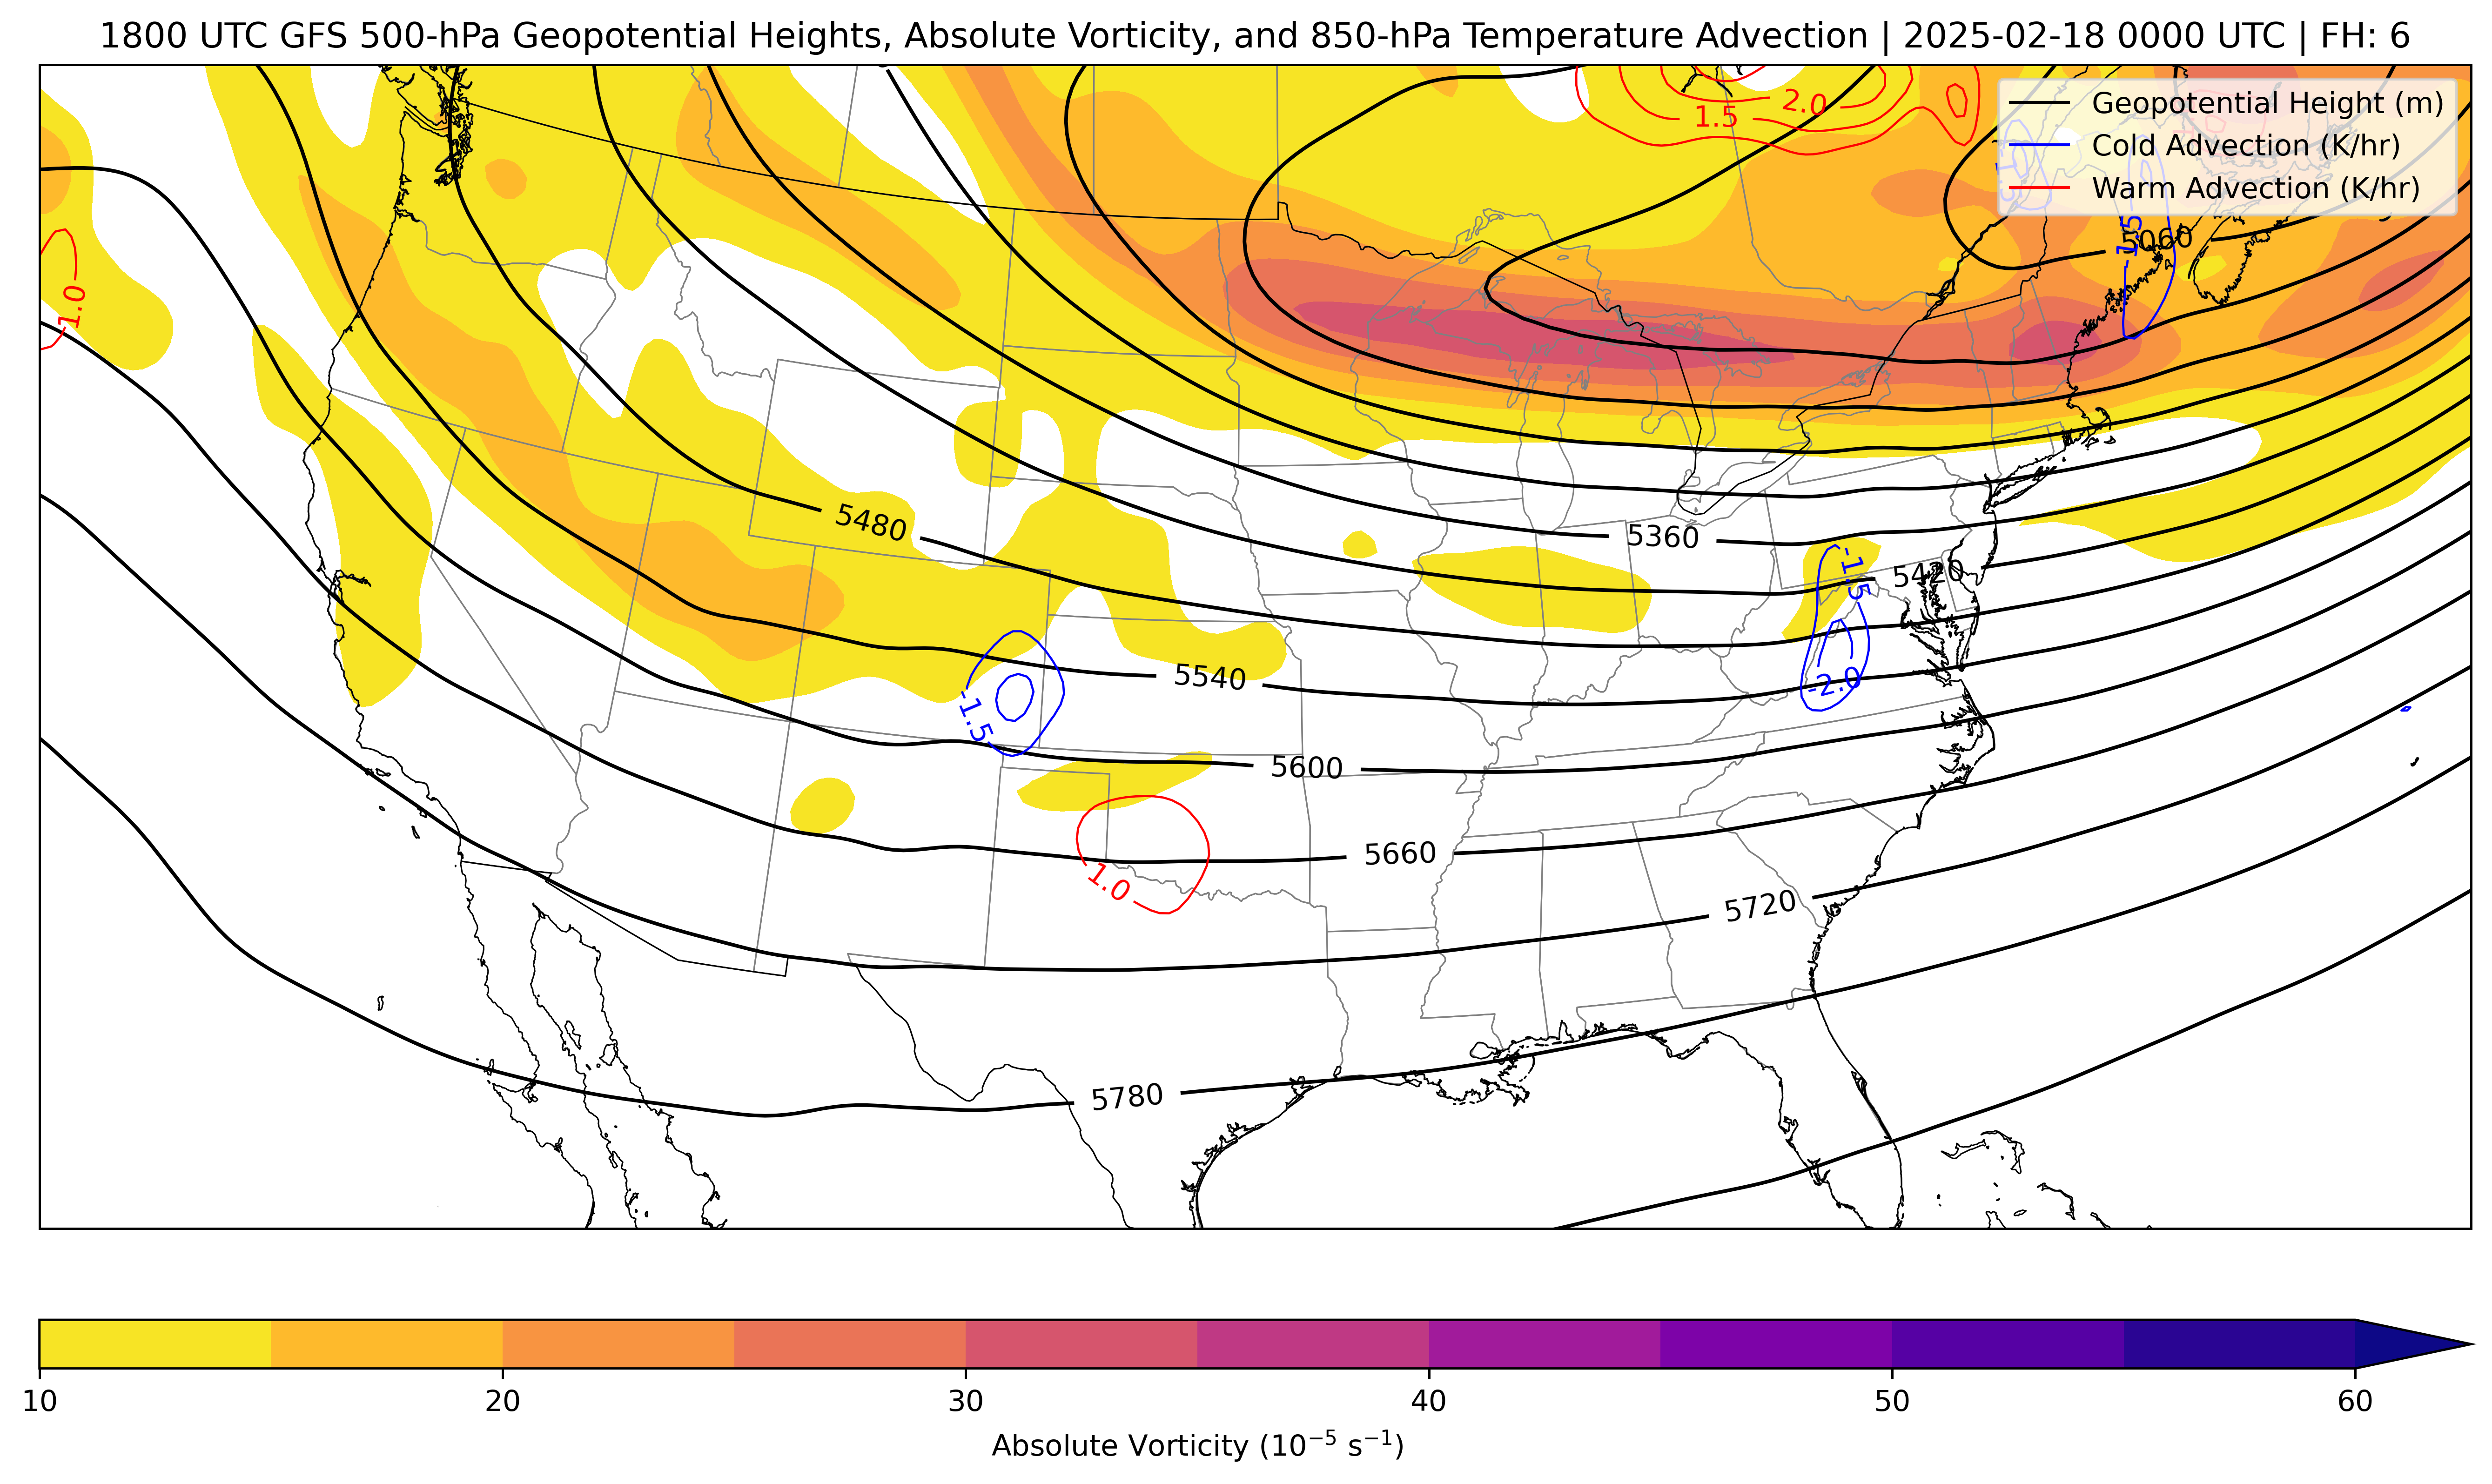 1800 UTC GFS 500-hPa Geopotential Heights, Absolute Vorticity, and 850-hPa Temperature Advection | 2025-02-18 0000 UTC | FH: 6
Geopotential Height (m)
Cold Advection (K/hr)
Warm Advection (K/hr)
2.0
1.5
-1.5
5060
1.0
5480
5360
-1.5
5420
5540
-2.0
-1.5
5600
5660
1.0
5720
5780
10 20 30 40 50 60
Absolute Vorticity (10⁻⁵ s⁻¹)